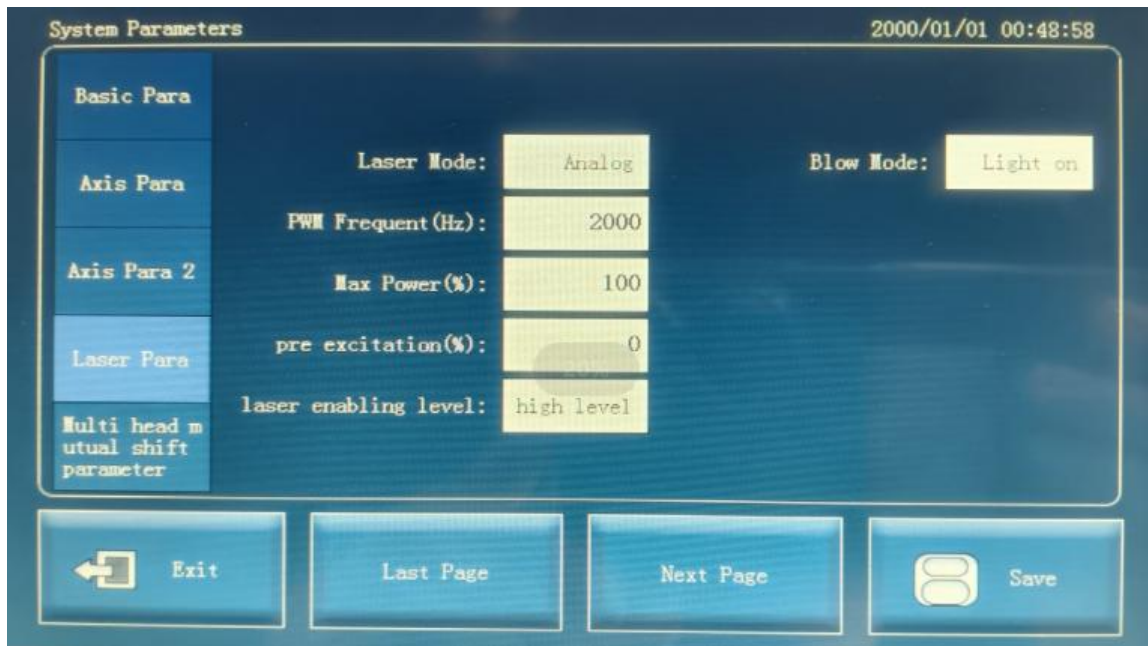 System Parameters
2000/01/01 00:48:58
Basic Para
Axis Para
Axis Para 2
Laser Para
Multi head m
utual shift
parameter
Laser Mode: Analog
Blow Mode: Light on
PWM Frequent(Hz): 2000
Max Power(%): 100
pre excitation(%): 0
laser enabling level: high level
Exit
Last Page
Next Page
Save